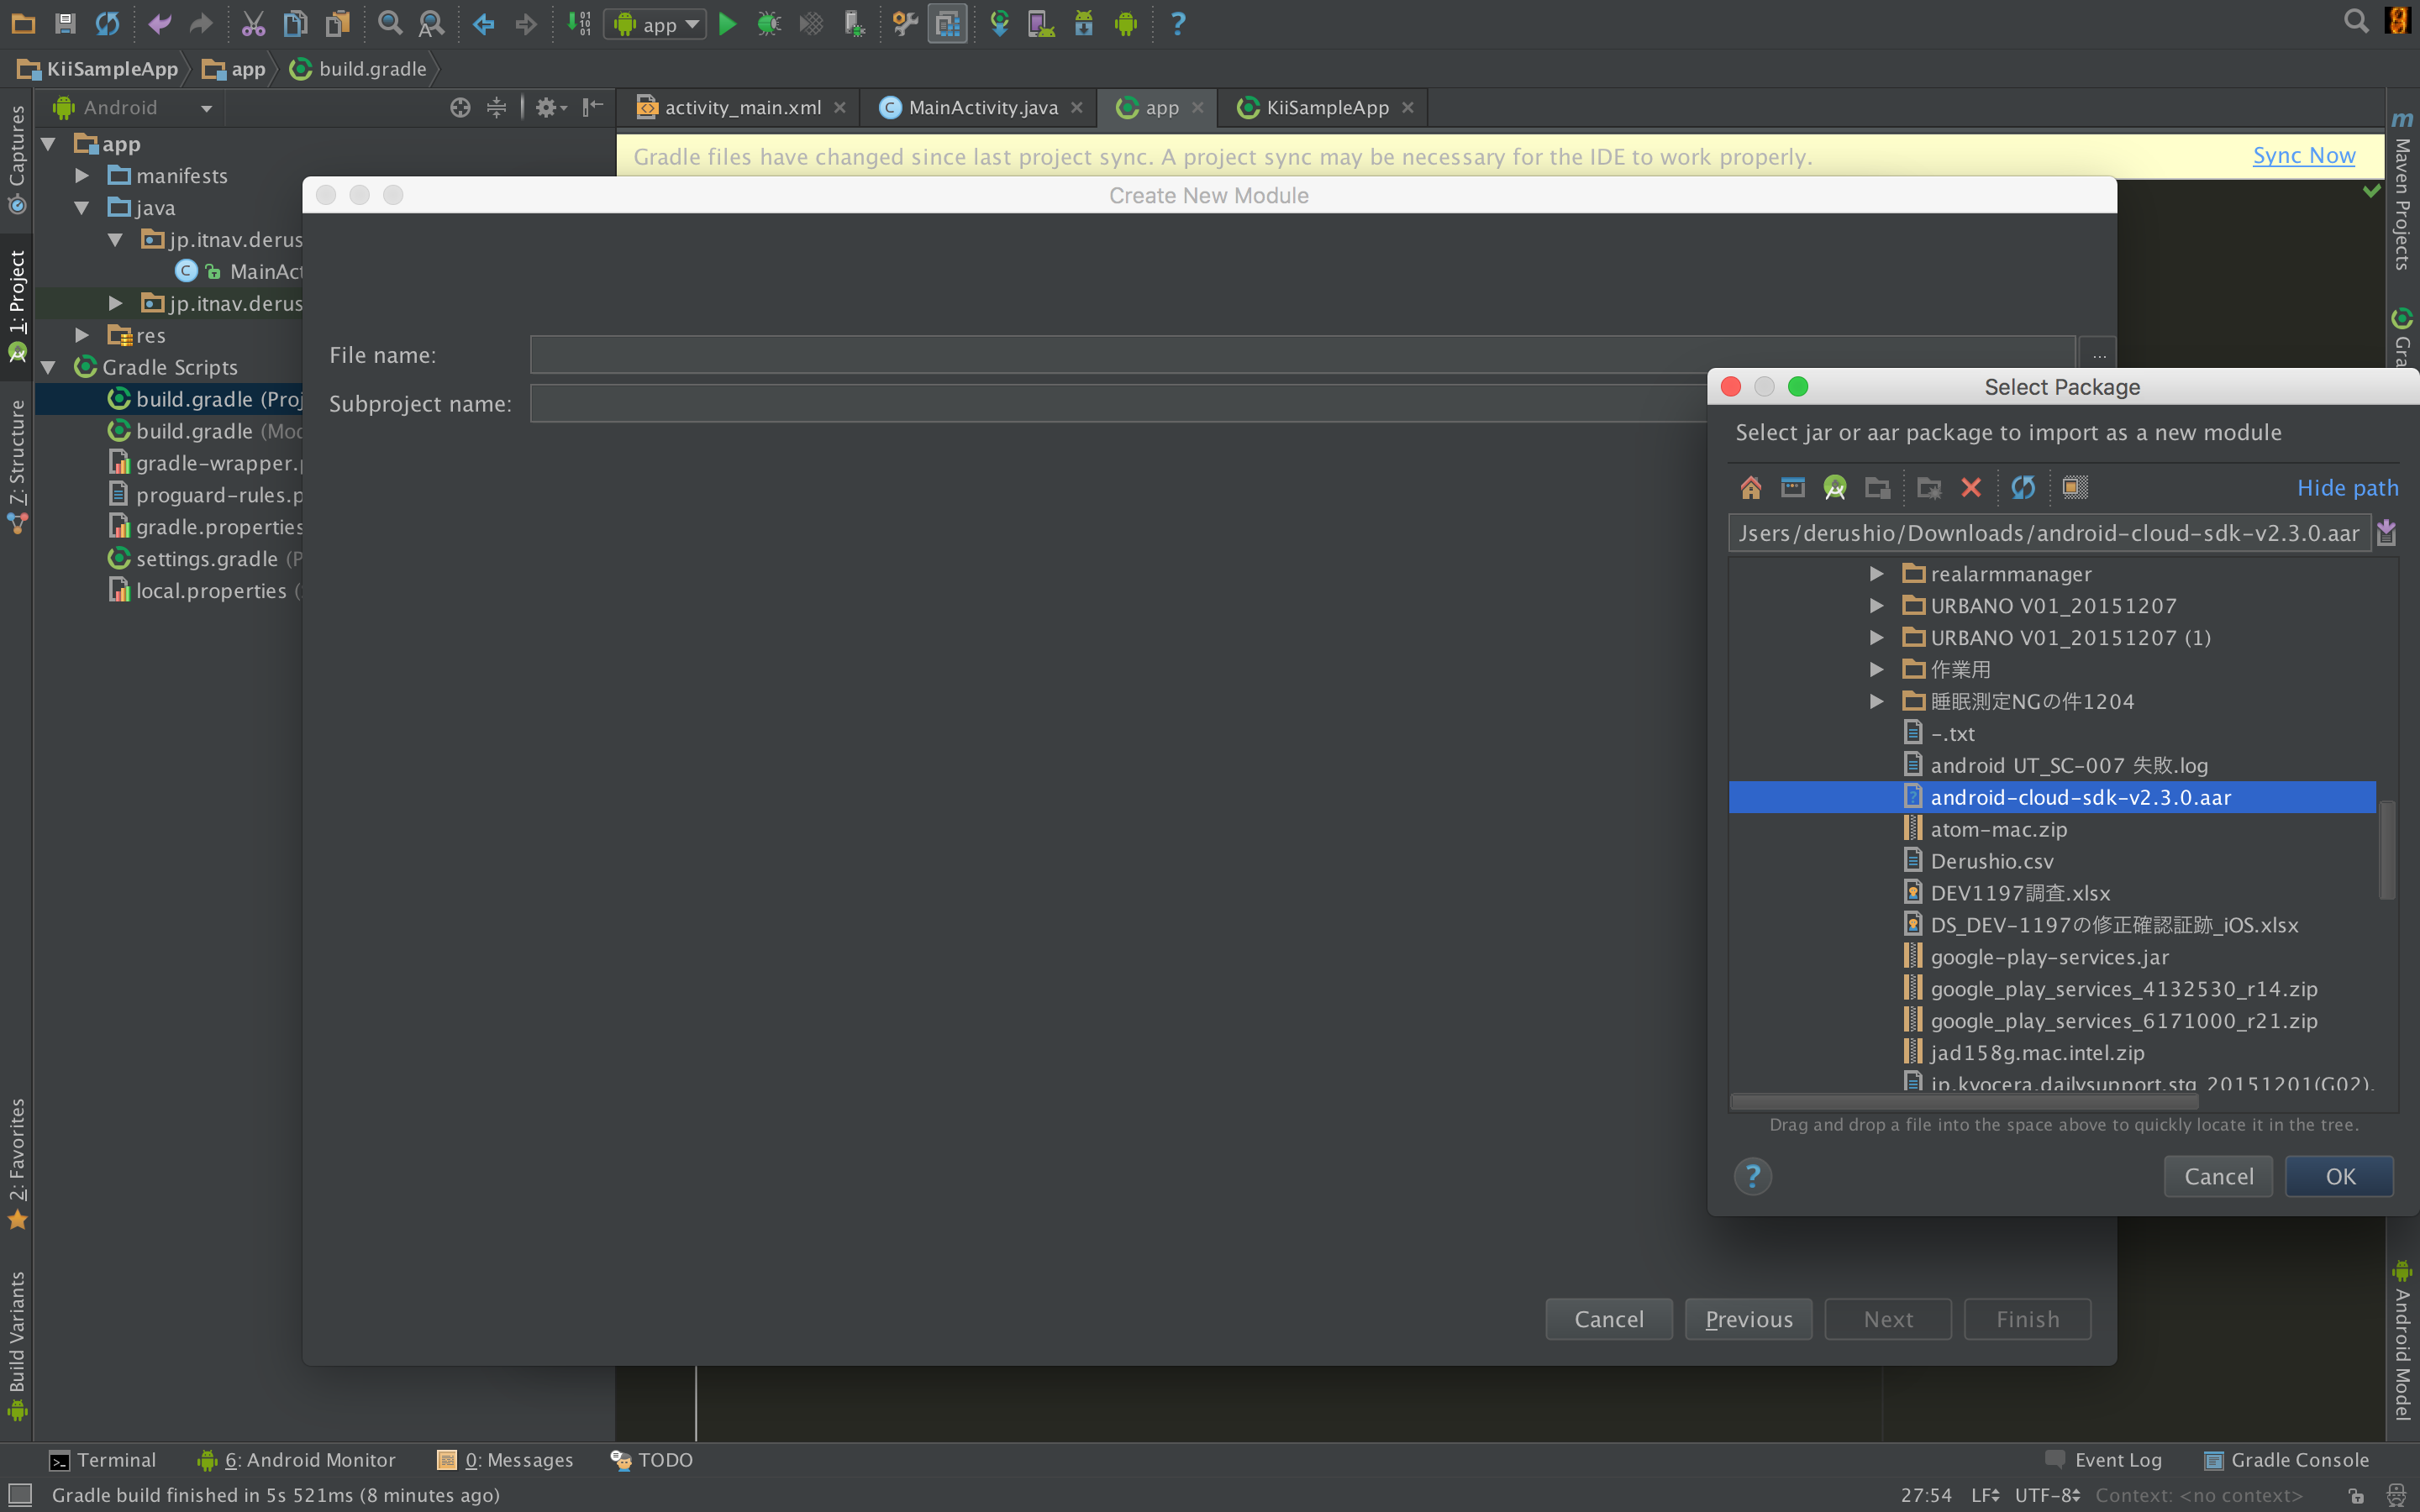 app
KiiSampleApp
app
build.gradle
Android
activity_main.xml
MainActivity.java
app
KiiSampleApp
Gradle files have changed since last project sync. A project sync may be necessary for the IDE to work properly.
Sync Now
Captures
1: Project
7: Structure
2: Favorites
Build Variants
app
manifests
java
jp.itnav.derus
MainAct
jp.itnav.derus
res
Gradle Scripts
build.gradle (Proj
build.gradle (Mod
gradle-wrapper.p
proguard-rules.p
gradle.properties
settings.gradle (P
local.properties (
Create New Module
File name:
...
Subproject name:
Cancel
Previous
Next
Finish
Select Package
Select jar or aar package to import as a new module
Hide path
Jsers/derushio/Downloads/android-cloud-sdk-v2.3.0.aar
realarmmanager
URBANO V01_20151207
URBANO V01_20151207 (1)
作業用
睡眠測定NGの件1204
-.txt
android UT_SC-007 失敗.log
android-cloud-sdk-v2.3.0.aar
atom-mac.zip
Derushio.csv
DEV1197調査.xlsx
DS_DEV-1197の修正確認証跡_iOS.xlsx
google-play-services.jar
google_play_services_4132530_r14.zip
google_play_services_6171000_r21.zip
jad158g.mac.intel.zip
jp.kyocera.dailysupport.stg_20151201(G02).
Drag and drop a file into the space above to quickly locate it in the tree.
?
Cancel
OK
m
Maven Projects
Gra
Android Model
Terminal
6: Android Monitor
0: Messages
TODO
Event Log
Gradle Console
Gradle build finished in 5s 521ms (8 minutes ago)
27:54
LF
UTF-8
Context: <no context>